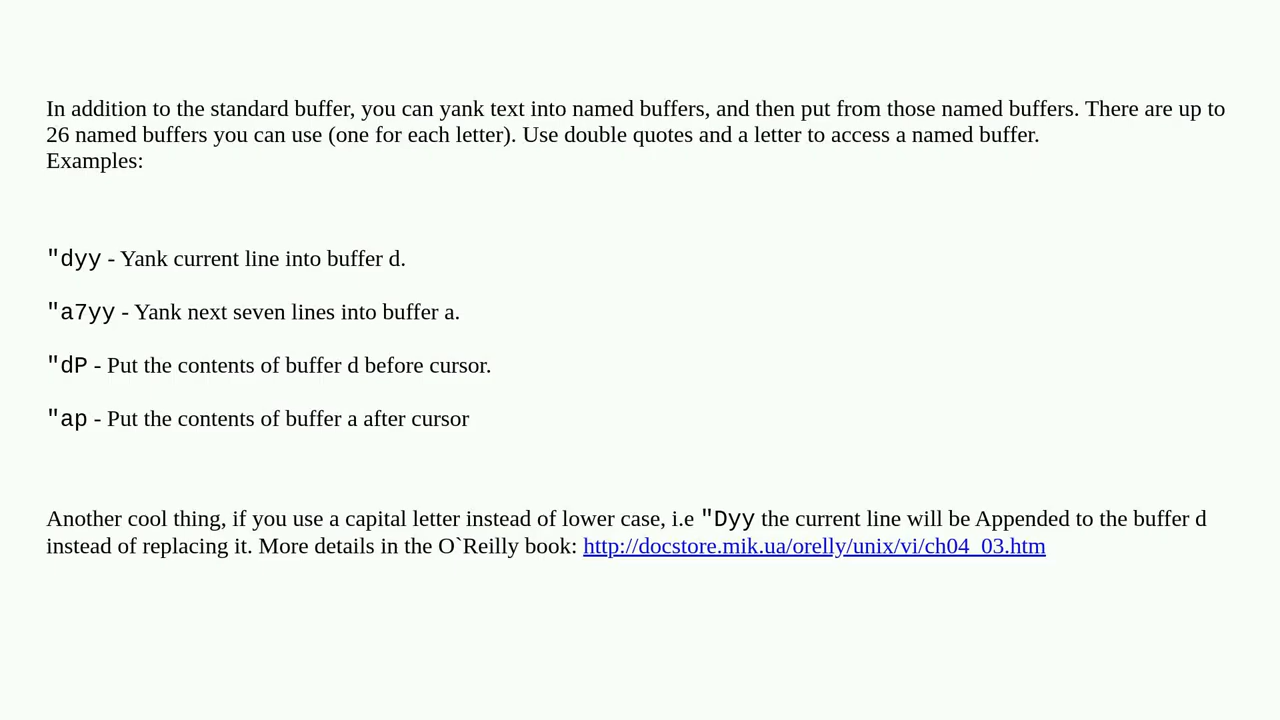 In addition to the standard buffer, you can yank text into named buffers, and then put from those named buffers. There are up to
26 named buffers you can use (one for each letter). Use double quotes and a letter to access a named buffer.
Examples:
"dyy - Yank current line into buffer d.
"a7yy - Yank next seven lines into buffer a.
"dP - Put the contents of buffer d before cursor.
"ap - Put the contents of buffer a after cursor
Another cool thing, if you use a capital letter instead of lower case, i.e "Dyy the current line will be Appended to the buffer d
instead of replacing it. More details in the O`Reilly book: http://docstore.mik.ua/orelly/unix/vi/ch04_03.htm